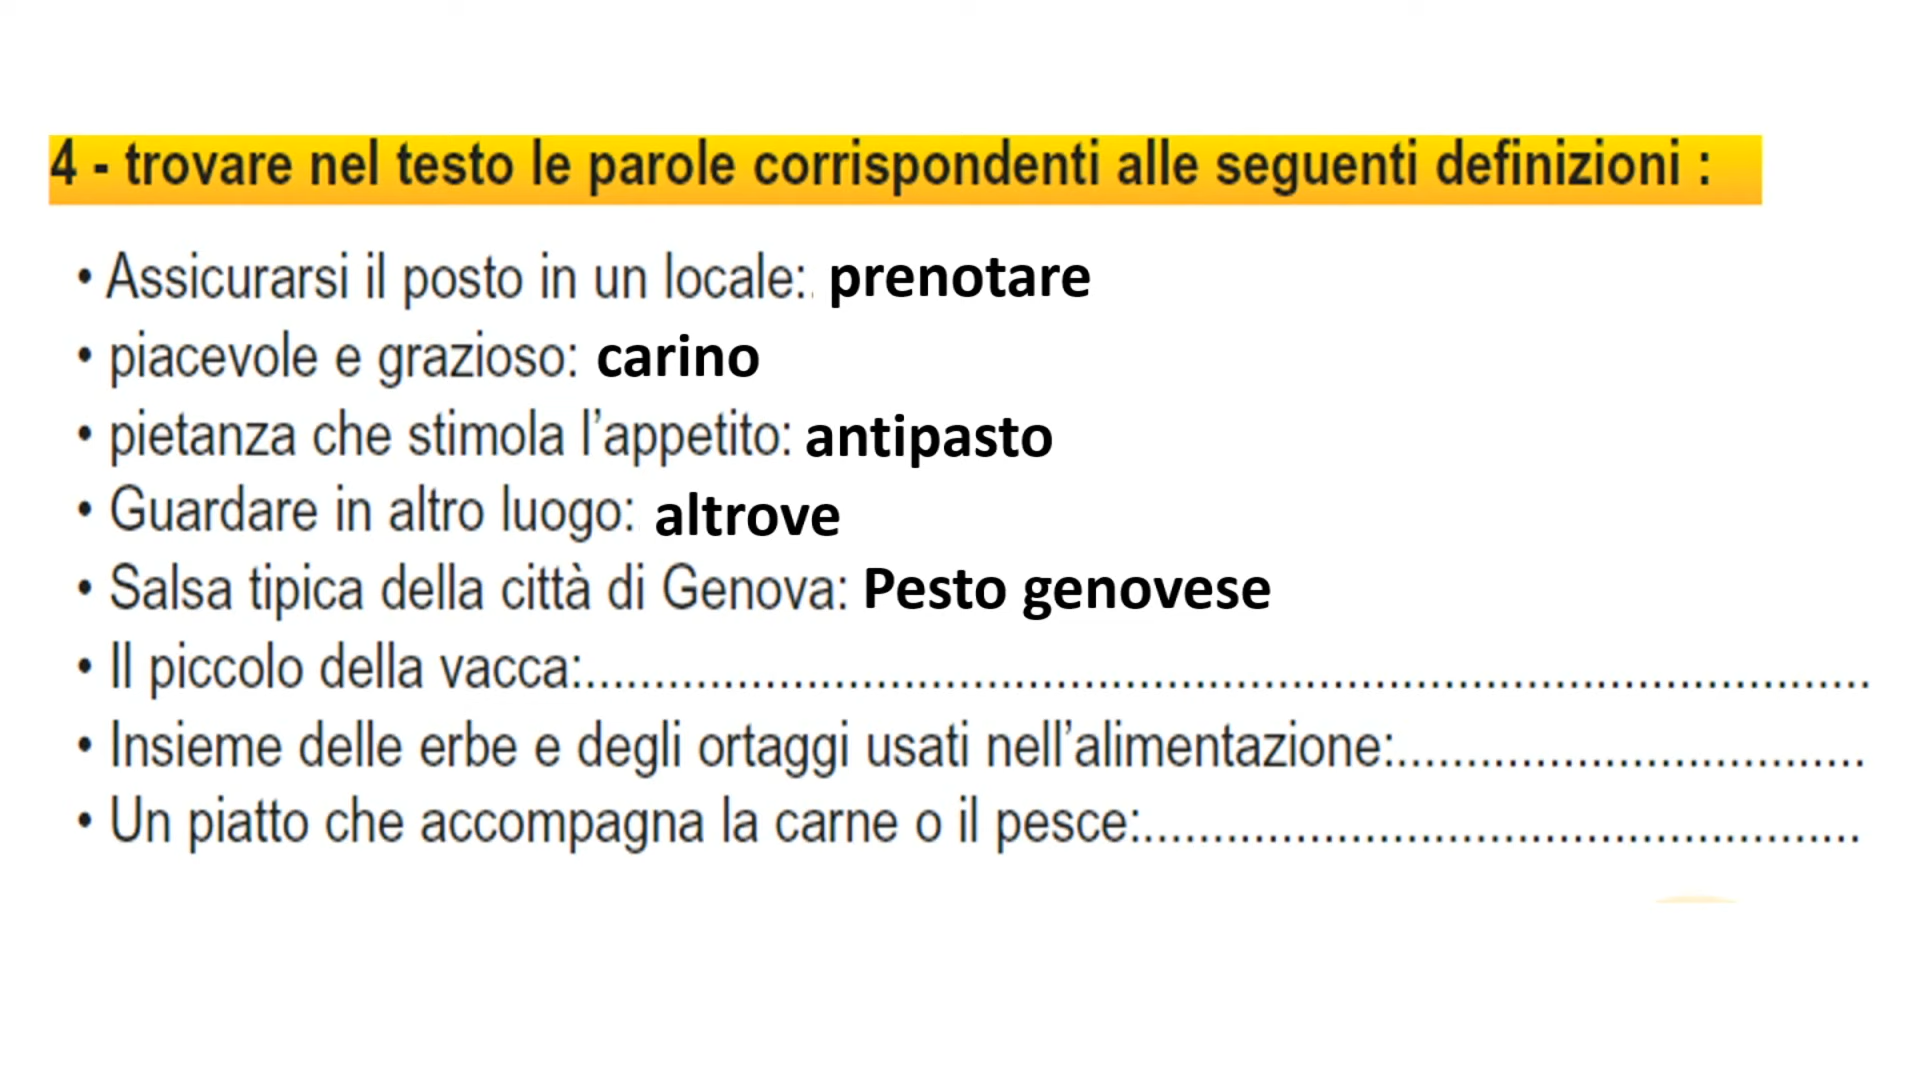 4 - trovare nel testo le parole corrispondenti alle seguenti definizioni :
• Assicurarsi il posto in un locale: prenotare
• piacevole e grazioso: carino
• pietanza che stimola l'appetito: antipasto
• Guardare in altro luogo: altrove
• Salsa tipica della città di Genova: Pesto genovese
• Il piccolo della vacca:..........................................................................................
• Insieme delle erbe e degli ortaggi usati nell'alimentazione:..................................
• Un piatto che accompagna la carne o il pesce:....................................................